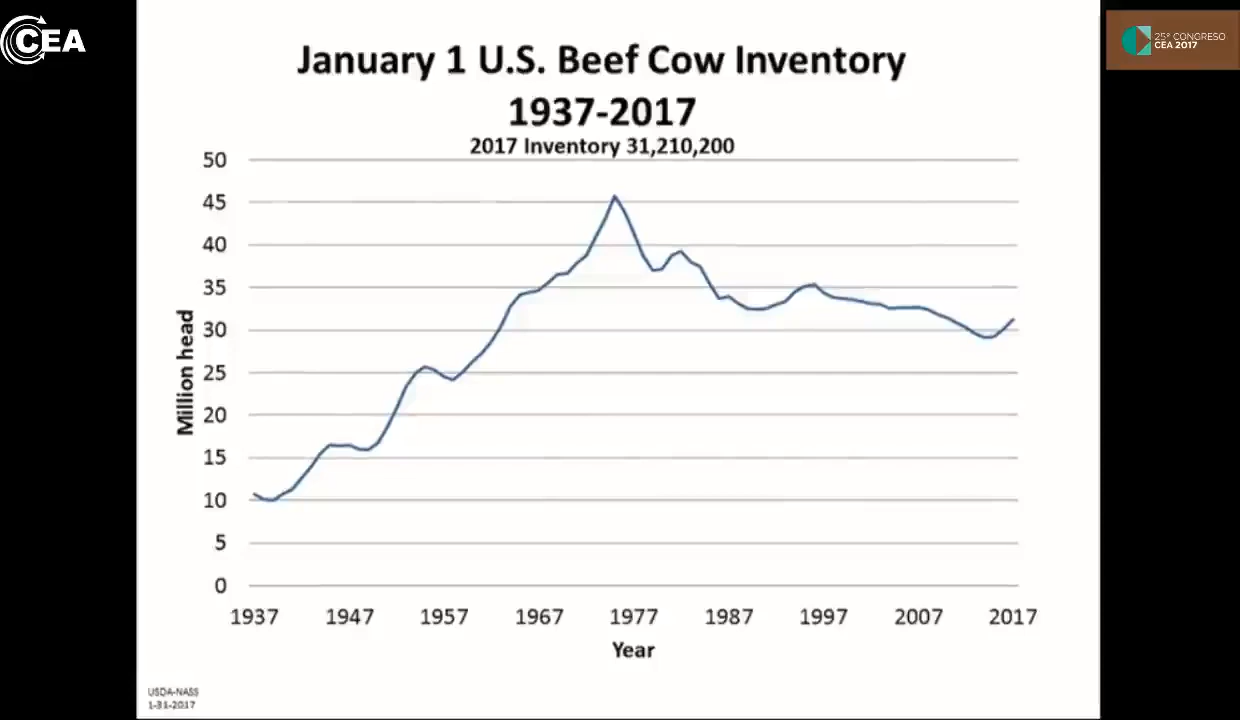 CEA
25º CONGRESO
CEA 2017
January 1 U.S. Beef Cow Inventory
1937-2017
2017 Inventory 31,210,200
50
45
40
35
30
25
20
15
10
5
0
Million head
1937 1947 1957 1967 1977 1987 1997 2007 2017
Year
USDA-NASS
1-31-2017